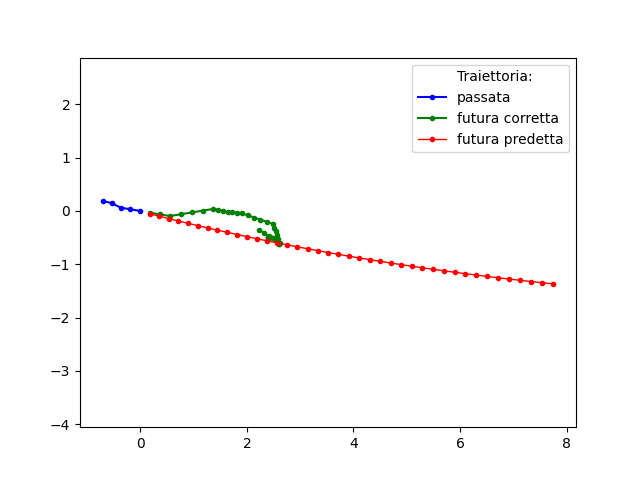 Traiettoria:
passata
futura corretta
futura predetta
2
1
0
−1
−2
−3
−4
0 2 4 6 8